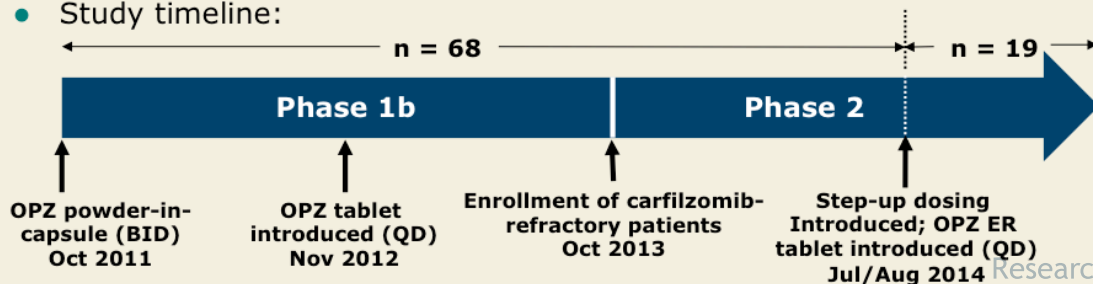 • Study timeline:
n = 68
n = 19
Phase 1b
Phase 2
OPZ powder-in-
capsule (BID)
Oct 2011
OPZ tablet
introduced (QD)
Nov 2012
Enrollment of carfilzomib-
refractory patients
Oct 2013
Step-up dosing
Introduced; OPZ ER
tablet introduced (QD)
Jul/Aug 2014
Researc